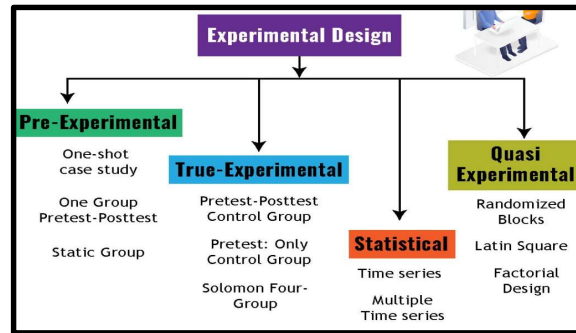 Experimental Design
Pre-Experimental
One-shot
case study
One Group
Pretest-Posttest
Static Group
True-Experimental
Pretest-Posttest
Control Group
Pretest: Only
Control Group
Solomon Four-
Group
Statistical
Time series
Multiple
Time series
Quasi
Experimental
Randomized
Blocks
Latin Square
Factorial
Design